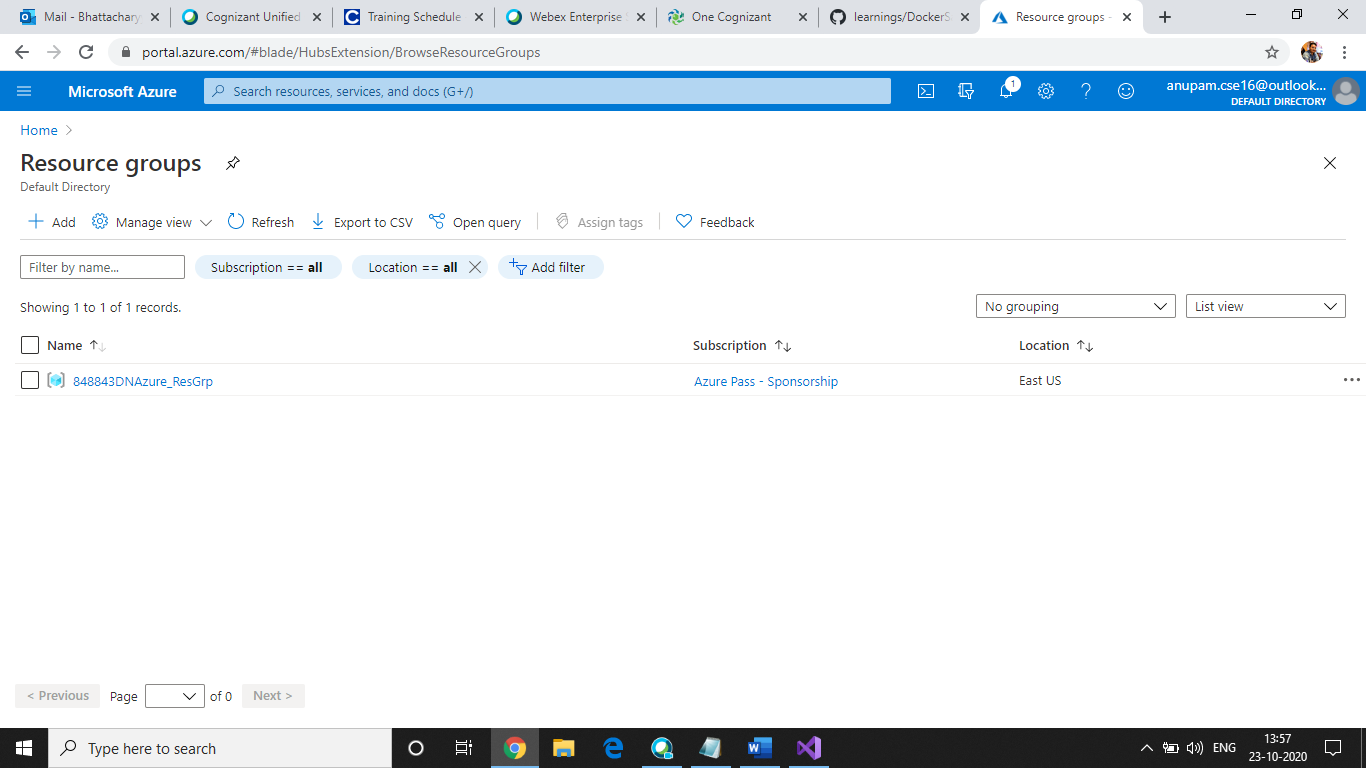 Mail - Bhattachary
Cognizant Unified
Training Schedule
Webex Enterprise S
One Cognizant
learnings/DockerS
Resource groups -
portal.azure.com/#blade/HubsExtension/BrowseResourceGroups
Microsoft Azure
Search resources, services, and docs (G+/)
1
anupam.cse16@outlook...
DEFAULT DIRECTORY
Home
Resource groups
Default Directory
Add
Manage view
Refresh
Export to CSV
Open query
Assign tags
Feedback
Filter by name...
Subscription == all
Location == all
Add filter
Showing 1 to 1 of 1 records.
No grouping
List view
Name
Subscription
Location
848843DNAzure_ResGrp
Azure Pass - Sponsorship
East US
< Previous
Page
of 0
Next >
Type here to search
ENG
13:57
23-10-2020